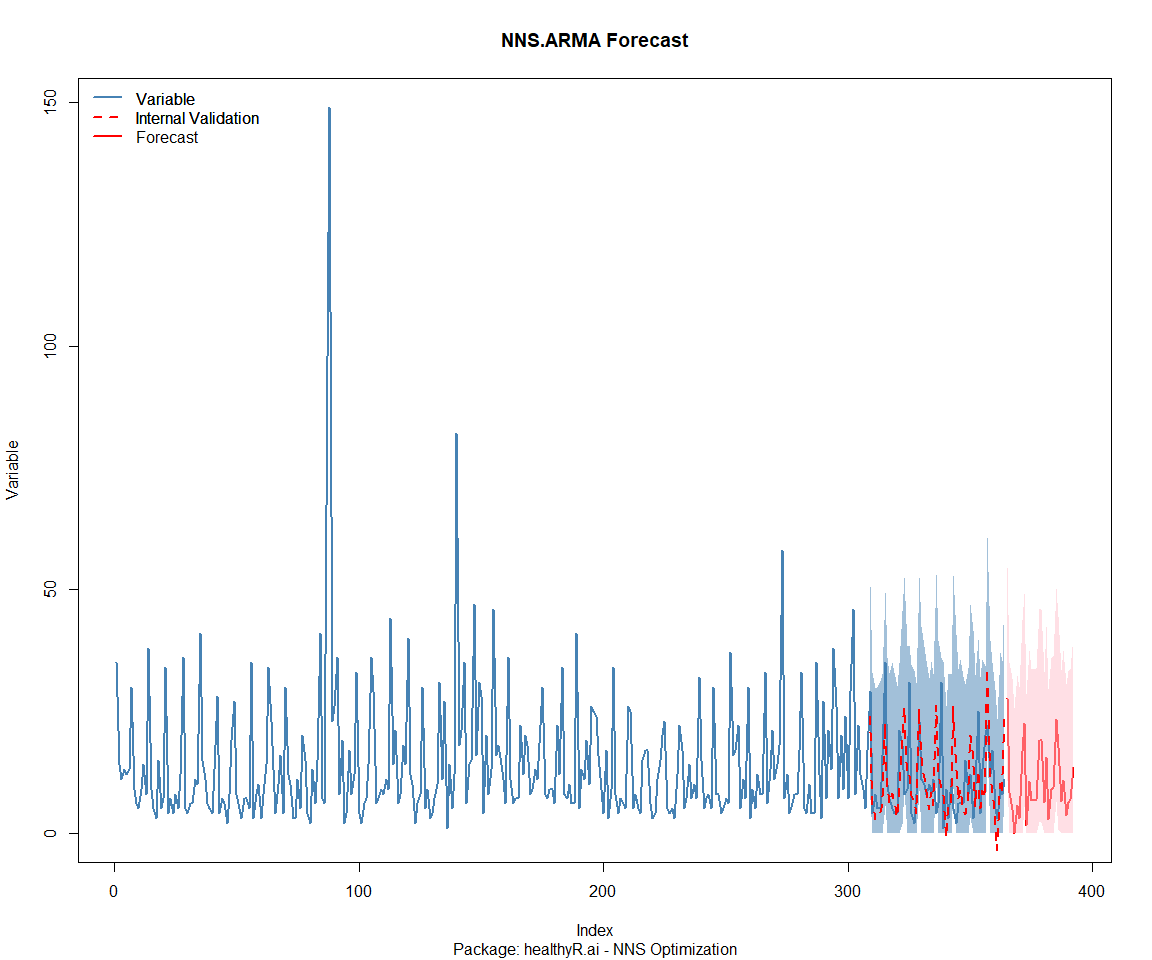 NNS.ARMA Forecast
Variable
Internal Validation
Forecast
Variable
150
100
50
0
0
100
200
300
400
Index
Package: healthyR.ai - NNS Optimization